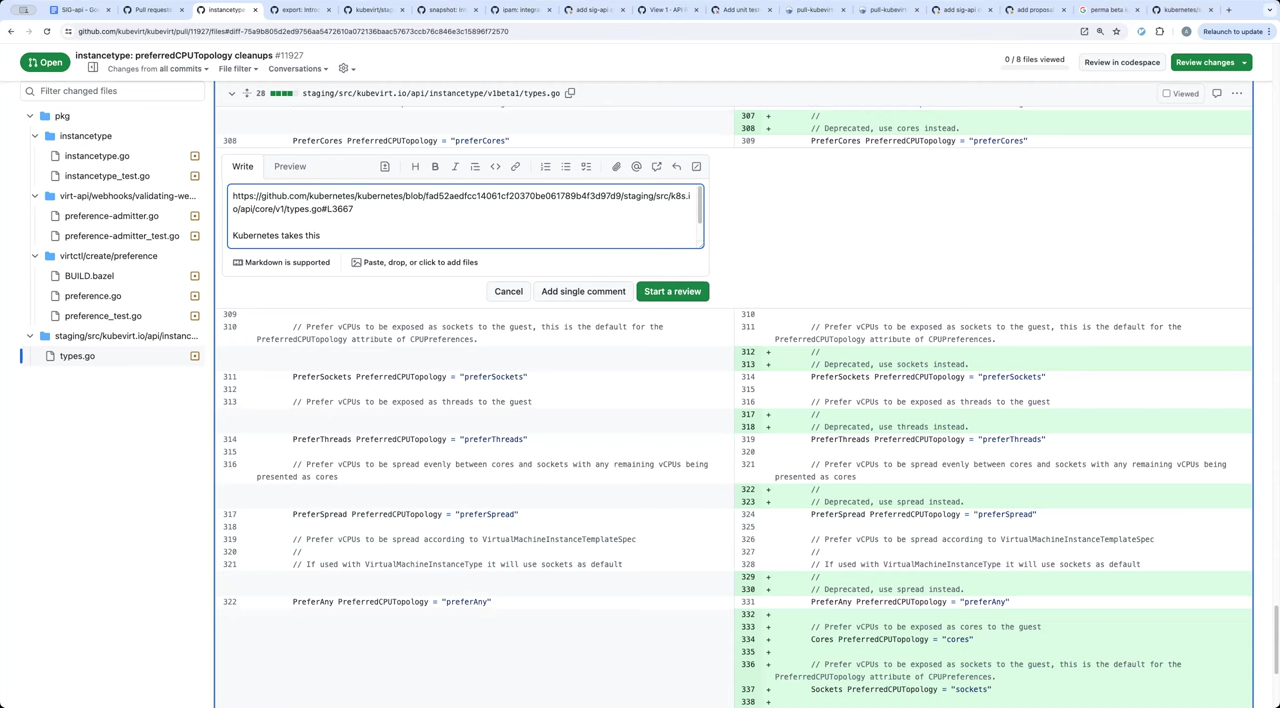 SIG-api - Go
Pull requests
instancetype
export: Introd
kubevirt/kubev
snapshot: int
ipam: integra
add sig-api
View 1 · API
Add unit test
pull-kubevirt
pull-kubevirt
add sig-api
add proposal
perma beta
kubernetes/
github.com/kubevirt/kubevirt/pull/11927/files#diff-75a9b805d2ed9756aa5472610a072136baac57673ccb76c846e3c15896f72570
Relaunch to update
Open
instancetype: preferredCPUTopology cleanups #11927
Changes from all commits
File filter
Conversations
0 / 8 files viewed
Review in codespace
Review changes
Filter changed files
28
staging/src/kubevirt.io/api/instancetype/v1beta1/types.go
Viewed
pkg
instancetype
instancetype.go
instancetype_test.go
virt-api/webhooks/validating-we...
preference-admitter.go
preference-admitter_test.go
virtctl/create/preference
BUILD.bazel
preference.go
preference_test.go
staging/src/kubevirt.io/api/instanc...
types.go
307 + //
308 + // Deprecated, use cores instead.
308 PreferCores PreferredCPUTopology = "preferCores"
309 PreferCores PreferredCPUTopology = "preferCores"
Write
Preview
https://github.com/kubernetes/kubernetes/blob/fad52aedfcc14061cf20370be061789b4f3d97d9/staging/src/k8s.i
o/api/core/v1/types.go#L3667
Kubernetes takes this
Markdown is supported
Paste, drop, or click to add files
Cancel
Add single comment
Start a review
309
310
310 // Prefer vCPUs to be exposed as sockets to the guest, this is the default for the
PreferredCPUTopology attribute of CPUPreferences.
311 // Prefer vCPUs to be exposed as sockets to the guest, this is the default for the
PreferredCPUTopology attribute of CPUPreferences.
312 + //
313 + // Deprecated, use sockets instead.
311 PreferSockets PreferredCPUTopology = "preferSockets"
314 PreferSockets PreferredCPUTopology = "preferSockets"
312
315
313 // Prefer vCPUs to be exposed as threads to the guest
316 // Prefer vCPUs to be exposed as threads to the guest
317 + //
318 + // Deprecated, use threads instead.
314 PreferThreads PreferredCPUTopology = "preferThreads"
319 PreferThreads PreferredCPUTopology = "preferThreads"
315
320
316 // Prefer vCPUs to be spread evenly between cores and sockets with any remaining vCPUs being
presented as cores
321 // Prefer vCPUs to be spread evenly between cores and sockets with any remaining vCPUs being
presented as cores
322 + //
323 + // Deprecated, use spread instead.
317 PreferSpread PreferredCPUTopology = "preferSpread"
324 PreferSpread PreferredCPUTopology = "preferSpread"
318
325
319 // Prefer vCPUs to be spread according to VirtualMachineInstanceTemplateSpec
326 // Prefer vCPUs to be spread according to VirtualMachineInstanceTemplateSpec
320 //
327 //
321 // If used with VirtualMachineInstanceType it will use sockets as default
328 // If used with VirtualMachineInstanceType it will use sockets as default
329 + //
330 + // Deprecated, use spread instead.
322 PreferAny PreferredCPUTopology = "preferAny"
331 PreferAny PreferredCPUTopology = "preferAny"
332 +
333 + // Prefer vCPUs to be exposed as cores to the guest
334 + Cores PreferredCPUTopology = "cores"
335 +
336 + // Prefer vCPUs to be exposed as sockets to the guest, this is the default for the
PreferredCPUTopology attribute of CPUPreferences.
337 + Sockets PreferredCPUTopology = "sockets"
338 +